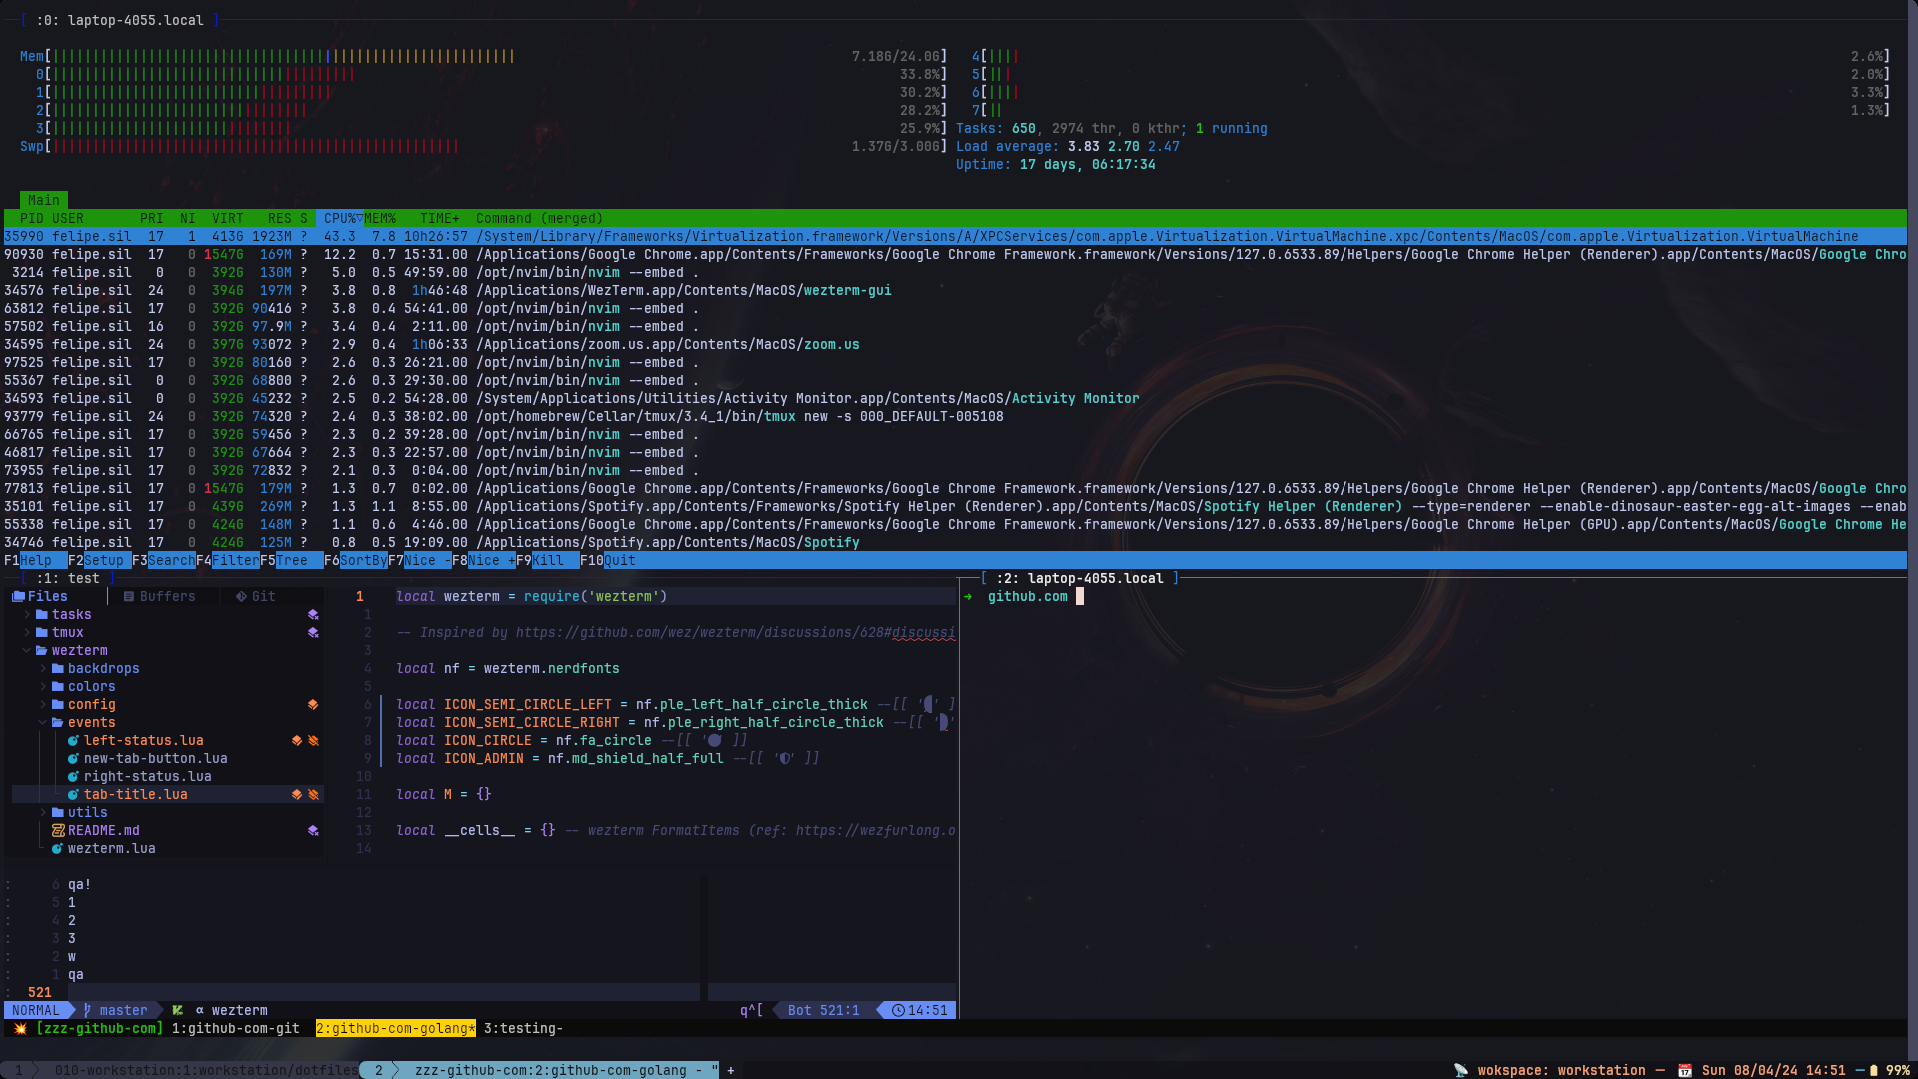 [ :0: laptop-4055.local ]
Mem[ 7.18G/24.0G] 4[ 2.6%]
0[ 33.8%] 5[ 2.0%]
1[ 30.2%] 6[ 3.3%]
2[ 28.2%] 7[ 1.3%]
3[ 25.9%] Tasks: 650, 2974 thr, 0 kthr; 1 running
Swp[ 1.37G/3.00G] Load average: 3.83 2.70 2.47
Uptime: 17 days, 06:17:34
Main
PID USER PRI NI VIRT RES S CPU%▽MEM% TIME+ Command (merged)
35990 felipe.sil 17 1 413G 1923M ? 43.3 7.8 10h26:57 /System/Library/Frameworks/Virtualization.framework/Versions/A/XPCServices/com.apple.Virtualization.VirtualMachine.xpc/Contents/MacOS/com.apple.Virtualization.VirtualMachine
90930 felipe.sil 17 0 1547G 169M ? 12.2 0.7 15:31.00 /Applications/Google Chrome.app/Contents/Frameworks/Google Chrome Framework.framework/Versions/127.0.6533.89/Helpers/Google Chrome Helper (Renderer).app/Contents/MacOS/Google Chro
3214 felipe.sil 0 0 392G 130M ? 5.0 0.5 49:59.00 /opt/nvim/bin/nvim --embed .
34576 felipe.sil 24 0 394G 197M ? 3.8 0.8 1h46:48 /Applications/WezTerm.app/Contents/MacOS/wezterm-gui
63812 felipe.sil 17 0 392G 90416 ? 3.8 0.4 54:41.00 /opt/nvim/bin/nvim --embed .
57502 felipe.sil 16 0 392G 97.9M ? 3.4 0.4 2:11.00 /opt/nvim/bin/nvim --embed .
34595 felipe.sil 24 0 397G 93072 ? 2.9 0.4 1h06:33 /Applications/zoom.us.app/Contents/MacOS/zoom.us
97525 felipe.sil 17 0 392G 80160 ? 2.6 0.3 26:21.00 /opt/nvim/bin/nvim --embed .
55367 felipe.sil 0 0 392G 68800 ? 2.6 0.3 29:30.00 /opt/nvim/bin/nvim --embed .
34593 felipe.sil 0 0 392G 45232 ? 2.5 0.2 54:28.00 /System/Applications/Utilities/Activity Monitor.app/Contents/MacOS/Activity Monitor
93779 felipe.sil 24 0 392G 74320 ? 2.4 0.3 38:02.00 /opt/homebrew/Cellar/tmux/3.4_1/bin/tmux new -s 000_DEFAULT-005108
66765 felipe.sil 17 0 392G 59456 ? 2.3 0.2 39:28.00 /opt/nvim/bin/nvim --embed .
46817 felipe.sil 17 0 392G 67664 ? 2.3 0.3 22:57.00 /opt/nvim/bin/nvim --embed .
73955 felipe.sil 17 0 392G 72832 ? 2.1 0.3 0:04.00 /opt/nvim/bin/nvim --embed .
77813 felipe.sil 17 0 1547G 179M ? 1.3 0.7 0:02.00 /Applications/Google Chrome.app/Contents/Frameworks/Google Chrome Framework.framework/Versions/127.0.6533.89/Helpers/Google Chrome Helper (Renderer).app/Contents/MacOS/Google Chro
35101 felipe.sil 17 0 439G 269M ? 1.3 1.1 8:55.00 /Applications/Spotify.app/Contents/Frameworks/Spotify Helper (Renderer).app/Contents/MacOS/Spotify Helper (Renderer) --type=renderer --enable-dinosaur-easter-egg-alt-images --enab
55338 felipe.sil 17 0 424G 148M ? 1.1 0.6 4:46.00 /Applications/Google Chrome.app/Contents/Frameworks/Google Chrome Framework.framework/Versions/127.0.6533.89/Helpers/Google Chrome Helper (GPU).app/Contents/MacOS/Google Chrome He
34746 felipe.sil 17 0 424G 125M ? 0.8 0.5 19:09.00 /Applications/Spotify.app/Contents/MacOS/Spotify
F1Help F2Setup F3SearchF4FilterF5Tree F6SortByF7Nice -F8Nice +F9Kill F10Quit
[ :1: test ]
Files Buffers Git
tasks
tmux
wezterm
backdrops
colors
config
events
left-status.lua
new-tab-button.lua
right-status.lua
tab-title.lua
utils
README.md
wezterm.lua
1 local wezterm = require('wezterm')
1
2 -- Inspired by https://github.com/wez/wezterm/discussions/628#discussi
3
4 local nf = wezterm.nerdfonts
5
6 local ICON_SEMI_CIRCLE_LEFT = nf.ple_left_half_circle_thick --[[ '' ]
7 local ICON_SEMI_CIRCLE_RIGHT = nf.ple_right_half_circle_thick --[[ ''
8 local ICON_CIRCLE = nf.fa_circle --[[ '' ]]
9 local ICON_ADMIN = nf.md_shield_half_full --[[ '' ]]
10
11 local M = {}
12
13 local __cells__ = {} -- wezterm FormatItems (ref: https://wezfurlong.o
14
: 6 qa!
: 5 1
: 4 2
: 3 3
: 2 w
: 1 qa
: 521
NORMAL master α wezterm q^[ Bot 521:1 14:51
[ :2: laptop-4055.local ]
→ github.com
[zzz-github-com] 1:github-com-git 2:github-com-golang* 3:testing-
1 010-workstation:1:workstation/dotfiles 2 zzz-github-com:2:github-com-golang - " +
wokspace: workstation — Sun 08/04/24 14:51 — 99%